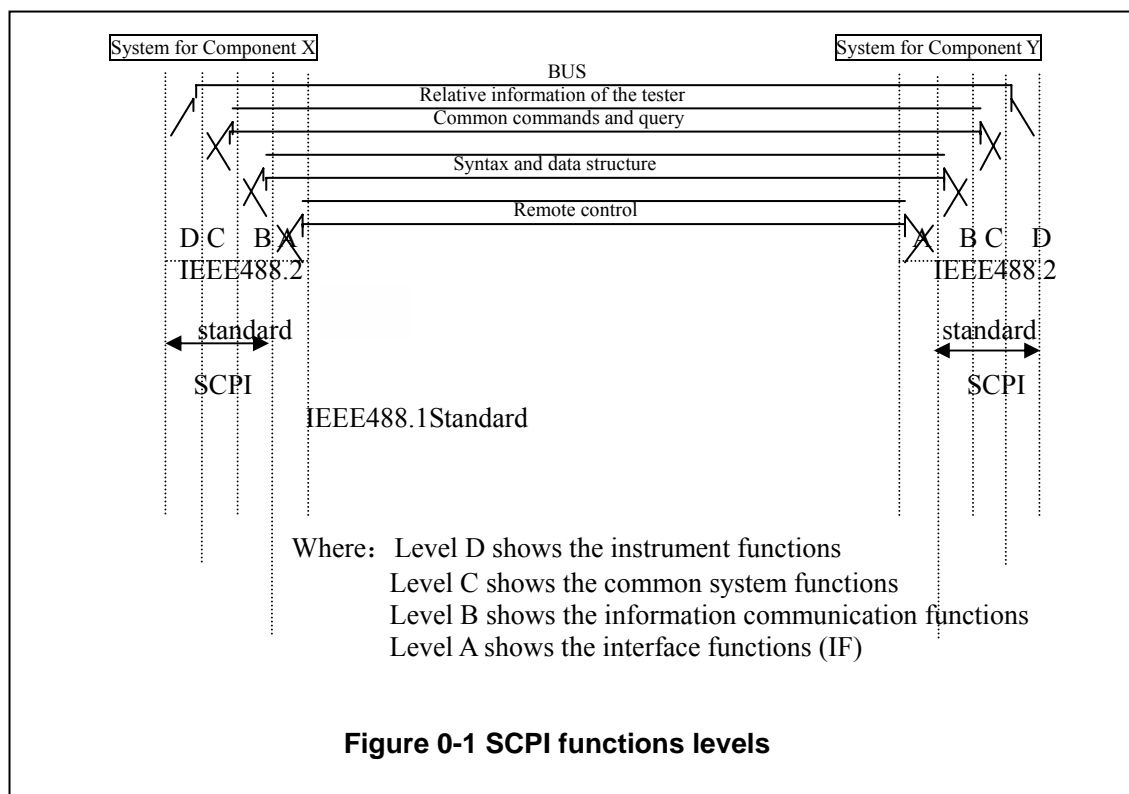 System for Component X
System for Component Y
BUS
Relative information of the tester
Common commands and query
Syntax and data structure
Remote control
D C B A
A B C D
IEEE488.2
IEEE488.2
standard
standard
SCPI
SCPI
IEEE488.1Standard
Where： Level D shows the instrument functions
Level C shows the common system functions
Level B shows the information communication functions
Level A shows the interface functions (IF)
Figure 0-1 SCPI functions levels